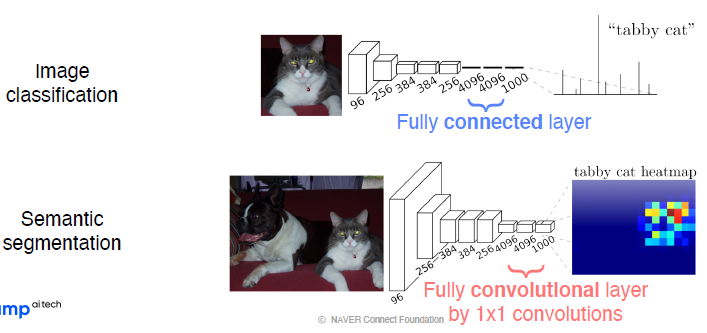 Image
classification
"tabby cat"
96 256 384 384 256 4096 4096 1000
Fully connected layer
Semantic
segmentation
tabby cat heatmap
96 256 384 384 256 4096 4096 1000
Fully convolutional layer
by 1x1 convolutions
mp ai tech
© NAVER Connect Foundation